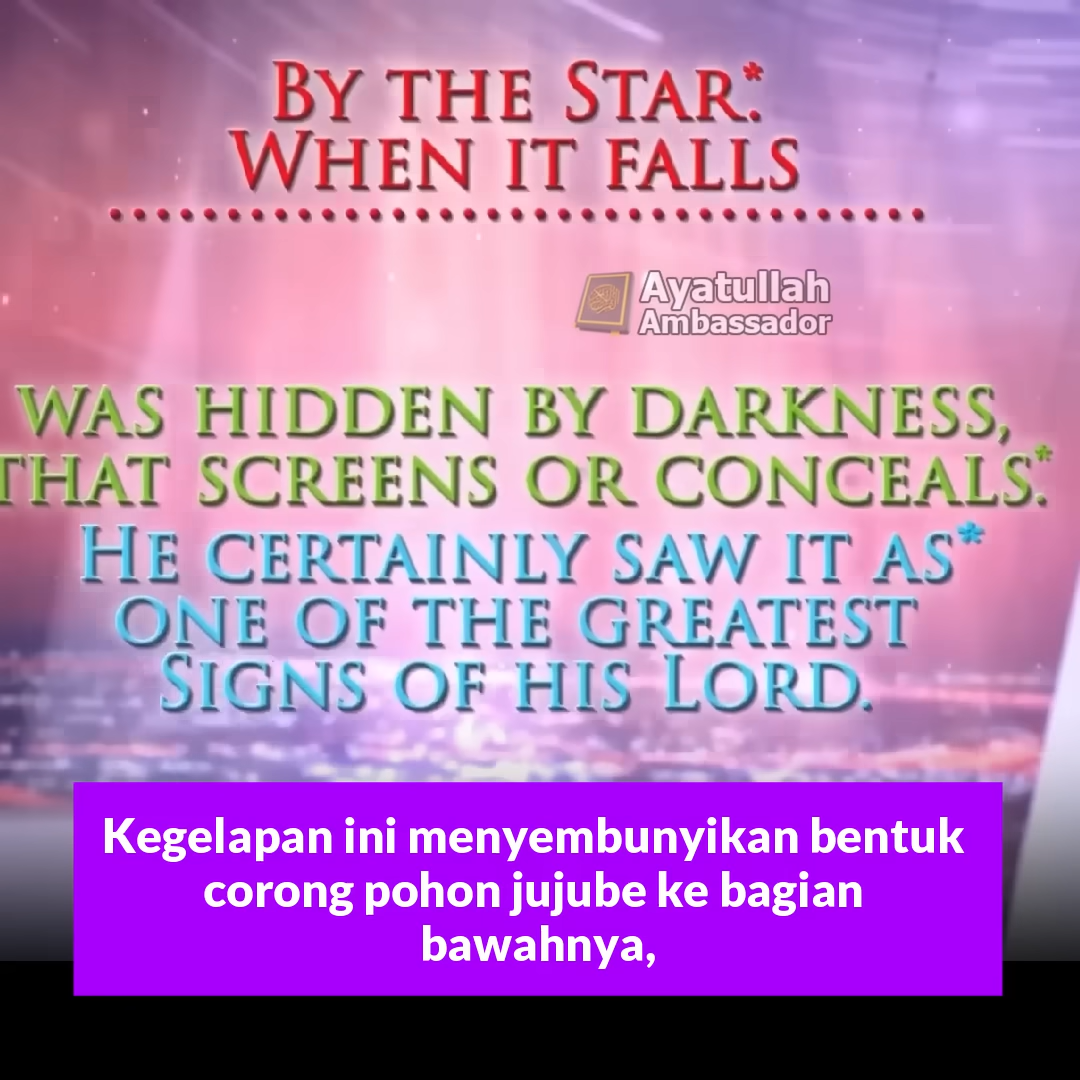 By the Star.*
When it falls
Ayatullah
Ambassador
was hidden by darkness,
that screens or conceals.*
He certainly saw it as*
one of the greatest
Signs of his Lord.
Kegelapan ini menyembunyikan bentuk
corong pohon jujube ke bagian
bawahnya,